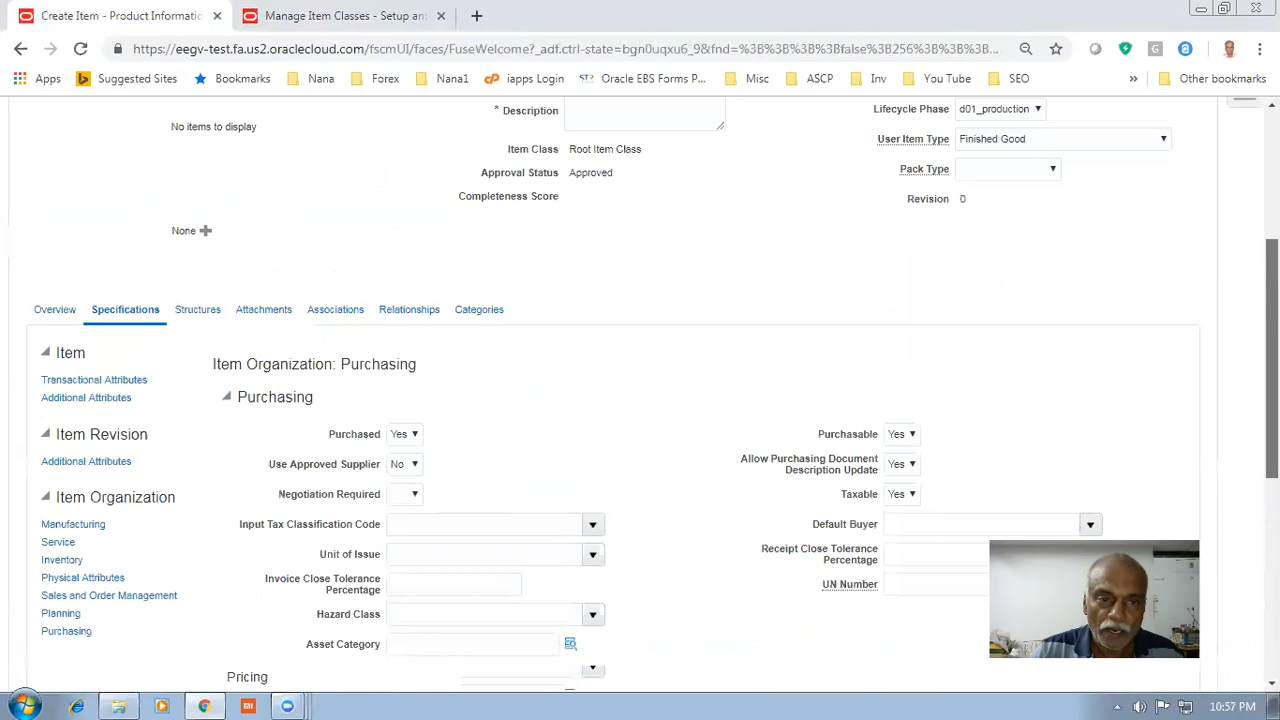 Create Item - Product Informatic
Manage Item Classes - Setup an
https://eegv-test.fa.us2.oraclecloud.com/fscmUI/faces/FuseWelcome?_adf.ctrl-state=bgn0uqxu6_9&fnd=%3B%3B%3B%3Bfalse%3B256%3B%3B%3...
Apps
Suggested Sites
Bookmarks
Nana
Forex
Nana1
iapps Login
Oracle EBS Forms P...
Misc
ASCP
Inv
You Tube
SEO
»
Other bookmarks
* Description
Lifecycle Phase d01_production
No items to display
User Item Type Finished Good
Item Class Root Item Class
Approval Status Approved
Pack Type
Completeness Score
Revision 0
None
Overview Specifications Structures Attachments Associations Relationships Categories
Item
Transactional Attributes
Additional Attributes
Item Revision
Additional Attributes
Item Organization
Manufacturing
Service
Inventory
Physical Attributes
Sales and Order Management
Planning
Purchasing
Item Organization: Purchasing
Purchasing
Purchased Yes
Purchasable Yes
Use Approved Supplier No
Allow Purchasing Document
Description Update Yes
Negotiation Required
Taxable Yes
Input Tax Classification Code
Default Buyer
Unit of Issue
Receipt Close Tolerance
Percentage
Invoice Close Tolerance
Percentage
UN Number
Hazard Class
Asset Category
Pricing
10:57 PM